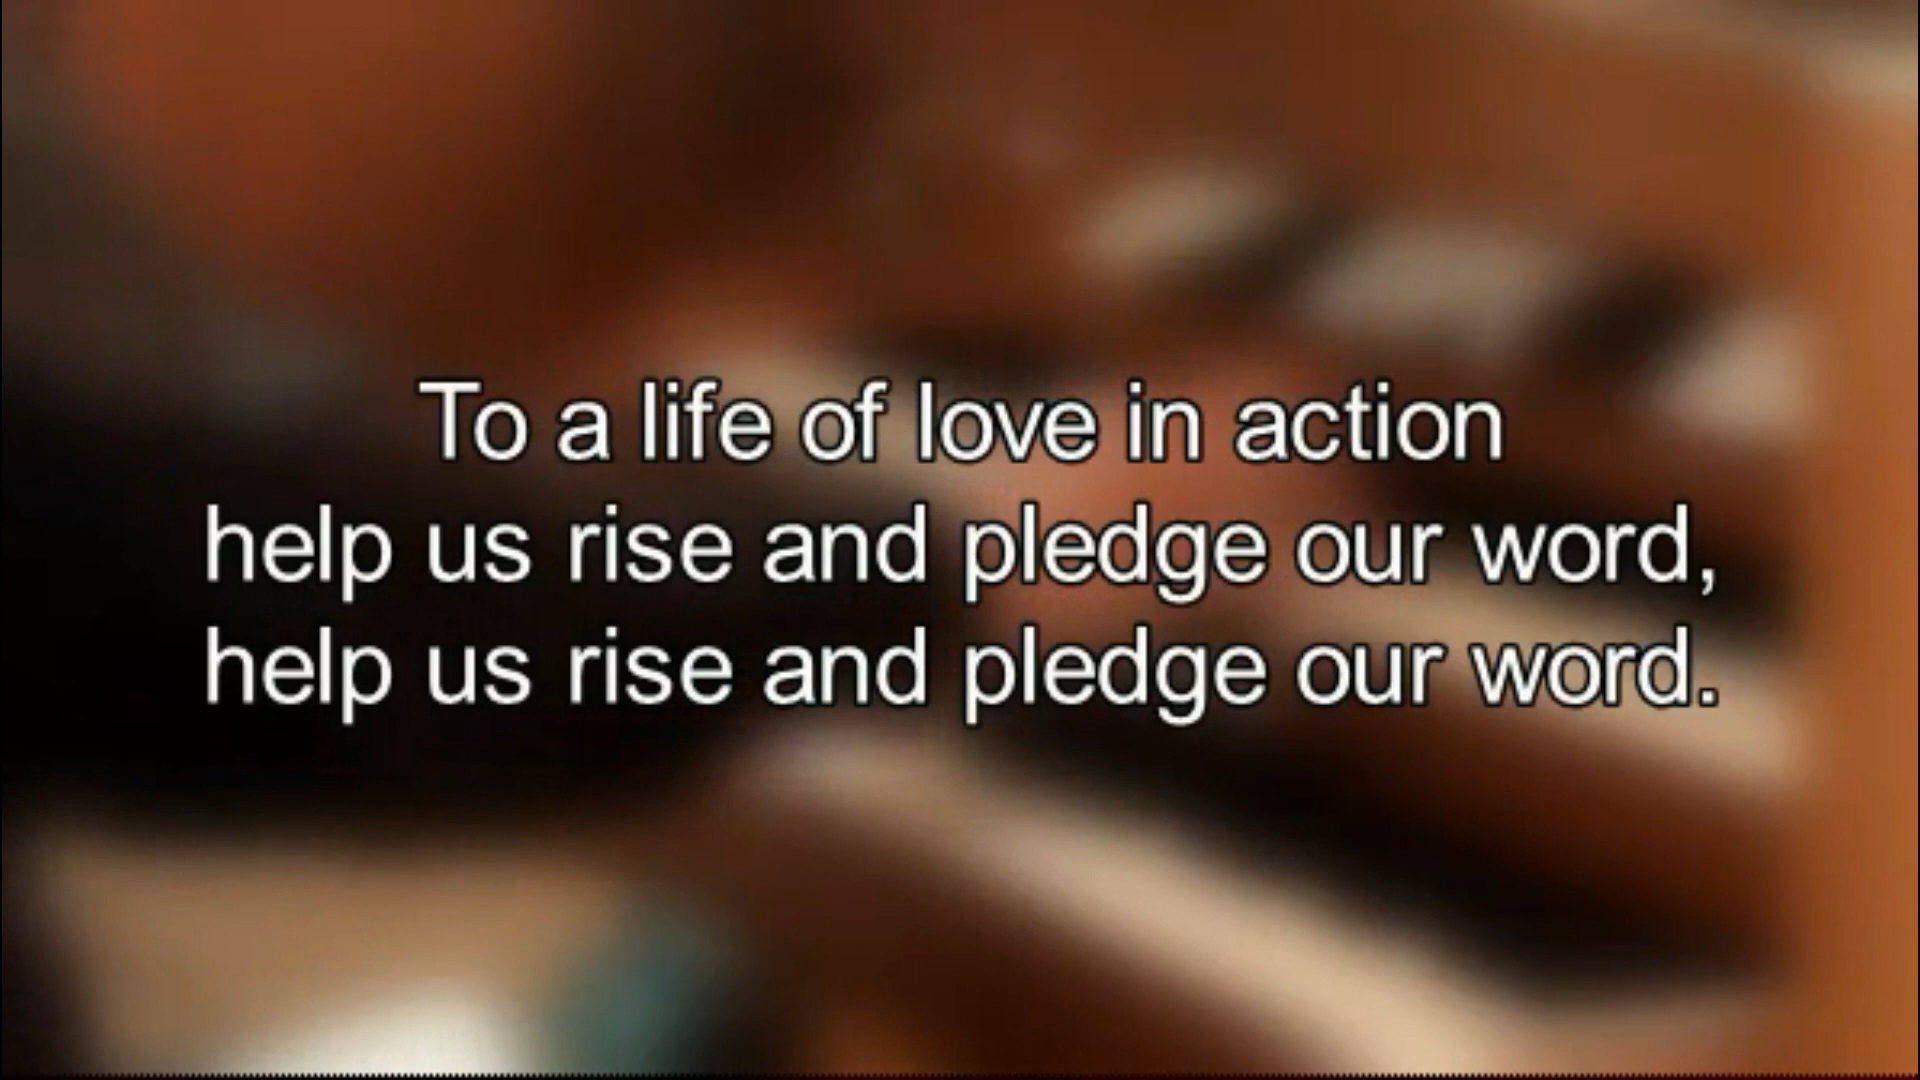 To a life of love in action
help us rise and pledge our word,
help us rise and pledge our word.